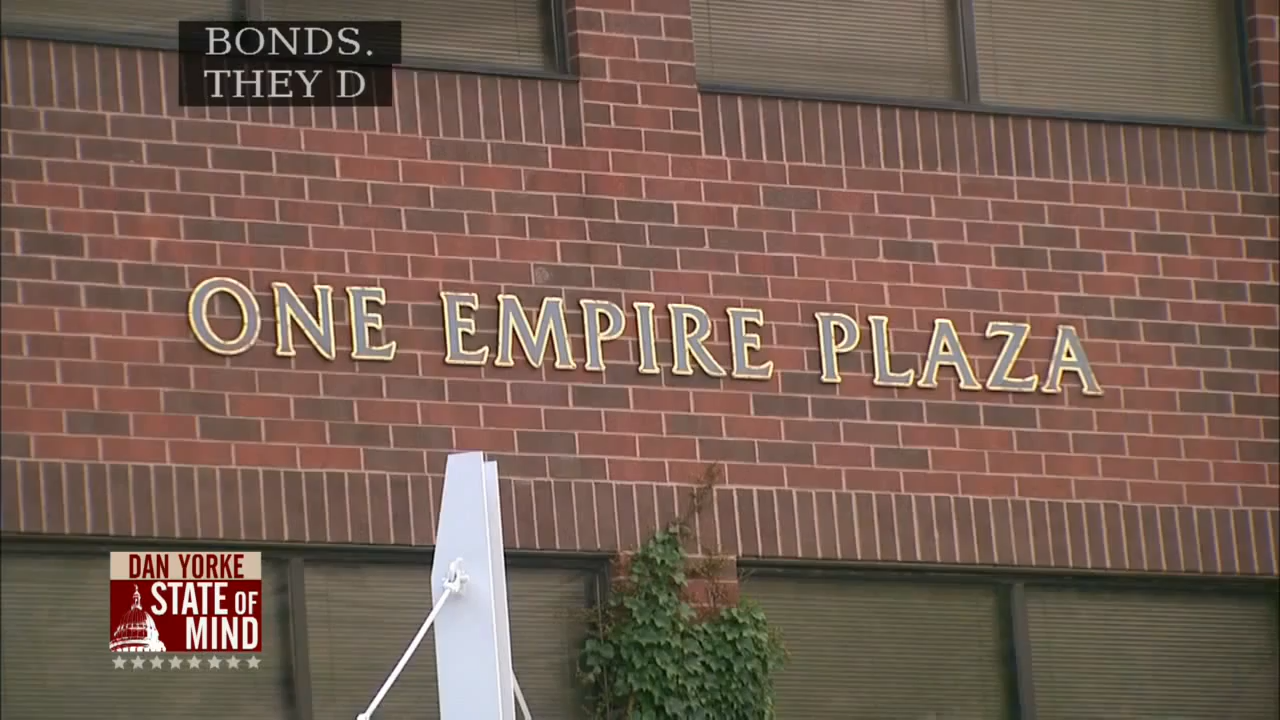 BONDS.
THEY D
ONE EMPIRE PLAZA
DAN YORKE
STATE OF
MIND